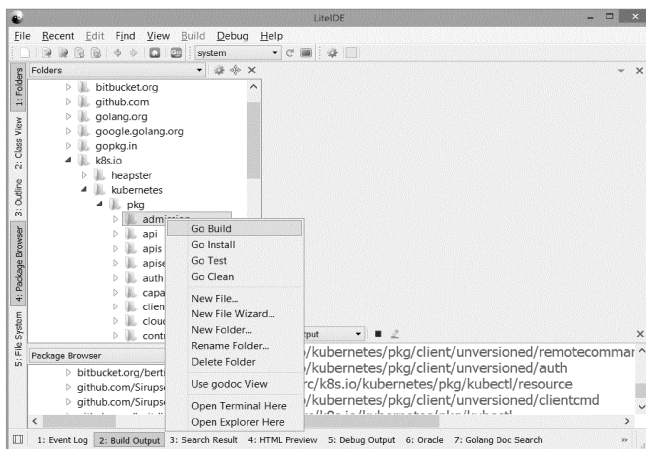 LiteIDE
File Recent Edit Find View Build Debug Help
system
Folders
bitbucket.org
github.com
golang.org
google.golang.org
gopkg.in
k8s.io
heapster
kubernetes
pkg
api
apis
auth
Go Build
Go Install
Go Test
Go Clean
New File...
New File Wizard...
New Folder...
Rename Folder...
Delete Folder
Use godoc View
Open Terminal Here
Open Explorer Here
1: Folders
2: Class View
3: Outline
4: Package Browser
5: File System
/kubernetes/pkg/client/unversioned/remotecommar
/kubernetes/pkg/client/unversioned/auth
rc/k8s.io/kubernetes/pkg/kubectl/resource
/kubernetes/pkg/client/unversioned/clientcmd
Package Browser
bitbucket.org/berti
github.com/Sirups
github.com/Sirups
1: Event Log 2: Build Output 3: Search Result 4: HTML Preview 5: Debug Output 6: Oracle 7: Golang Doc Search